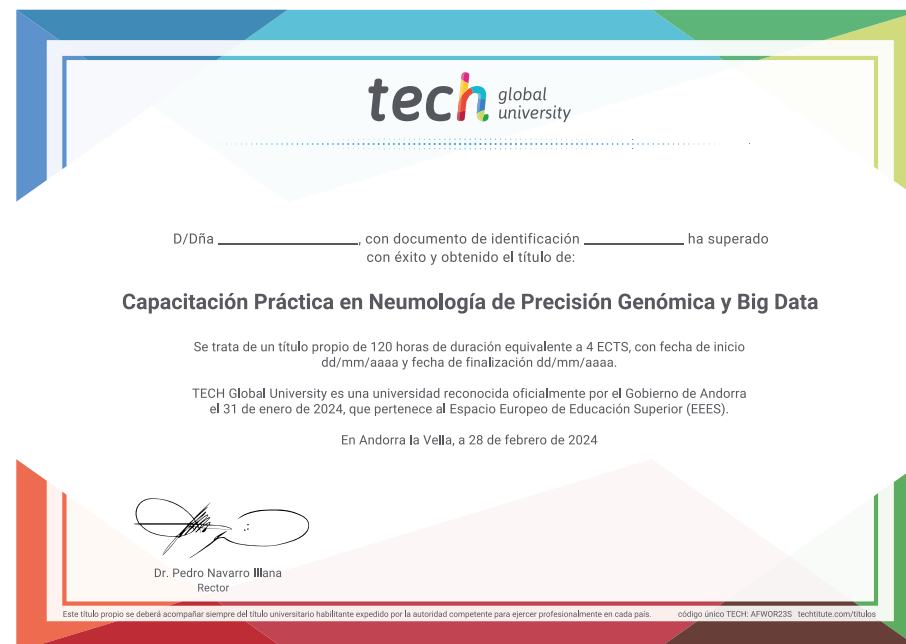 tech global university
D/Dña ____________________, con documento de identificación ______________ ha superado
con éxito y obtenido el título de:
Capacitación Práctica en Neumología de Precisión Genómica y Big Data
Se trata de un título propio de 120 horas de duración equivalente a 4 ECTS, con fecha de inicio
dd/mm/aaaa y fecha de finalización dd/mm/aaaa.
TECH Global University es una universidad reconocida oficialmente por el Gobierno de Andorra
el 31 de enero de 2024, que pertenece al Espacio Europeo de Educación Superior (EEES).
En Andorra la Vella, a 28 de febrero de 2024
Dr. Pedro Navarro Illana
Rector
Este título propio se deberá acompañar siempre del título universitario habilitante expedido por la autoridad competente para ejercer profesionalmente en cada país. código único TECH: AFWOR23S techtitute.com/titulos